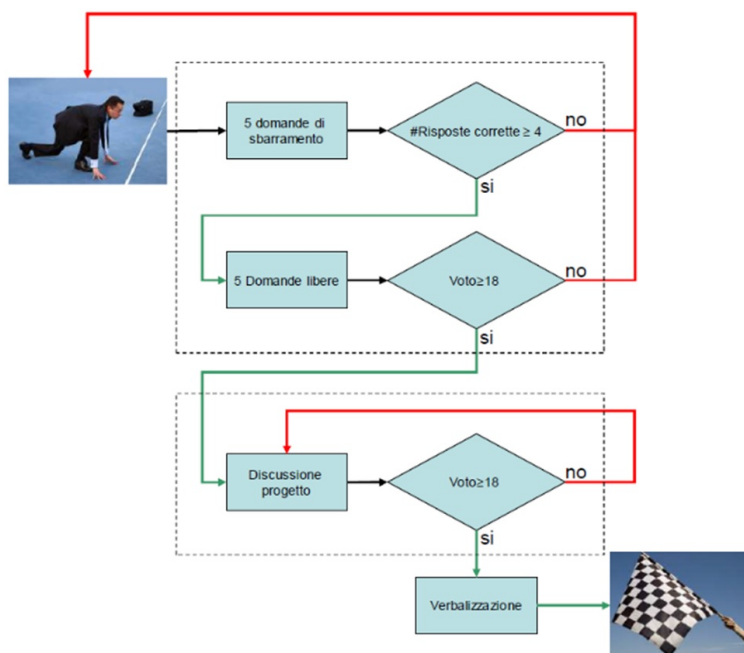 5 domande di
sbarramento
#Risposte corrette ≥ 4
no
si
5 Domande libere
Voto≥18
no
si
Discussione
progetto
Voto≥18
no
si
Verbalizzazione